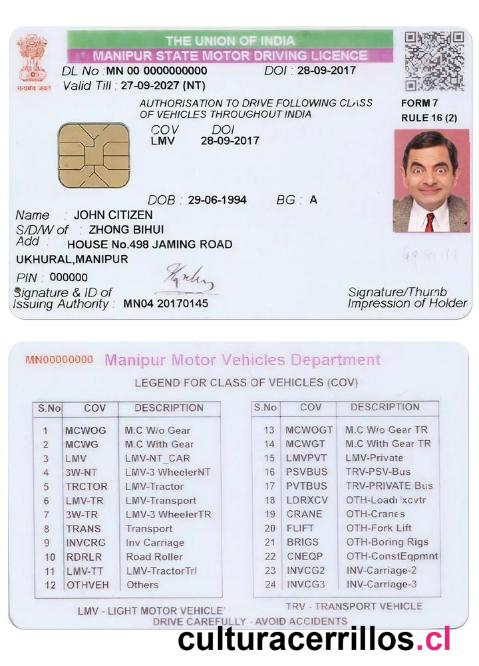 THE UNION OF INDIA
MANIPUR STATE MOTOR DRIVING LICENCE
DL No : MN 00 0000000000 DOI : 28-09-2017
Valid Till : 27-09-2027 (NT)
सत्यमेव जयते
AUTHORISATION TO DRIVE FOLLOWING CLASS
OF VEHICLES THROUGHOUT INDIA
FORM 7
RULE 16 (2)
COV DOI
LMV 28-09-2017
DOB : 29-06-1994 BG : A
Name : JOHN CITIZEN
S/D/W of : ZHONG BIHUI
Add : HOUSE No.498 JAMING ROAD
UKHURAL,MANIPUR
PIN : 000000
Signature & ID of
Issuing Authority : MN04 20170145
Signature/Thumb
Impression of Holder
MN00000000 Manipur Motor Vehicles Department
LEGEND FOR CLASS OF VEHICLES (COV)
S.No COV DESCRIPTION S.No COV DESCRIPTION
1 MCWOG M.C W/o Gear 13 MCWOGT M.C W/o Gear TR
2 MCWG M.C With Gear 14 MCWGT M.C With Gear TR
3 LMV LMV-NT_CAR 15 LMVPVT LMV-Private
4 3W-NT LMV-3 WheelerNT 16 PSVBUS TRV-PSV-Bus
5 TRCTOR LMV-Tractor 17 PVTBUS TRV-PRIVATE Bus
6 LMV-TR LMV-Transport 18 LDRXCV OTH-Loadr
7 3W-TR LMV-3 WheelerTR 19 CRANE OTH-Cranes
8 TRANS Transport 20 FLIFT OTH-Fork Lift
9 INVCRG Inv Carriage 21 BRIGS OTH-Boring Rigs
10 RDRLR Road Roller 22 CNEQP OTH-ConstEqpmnt
11 LMV-TT LMV-TractorTrl 23 INVCG2 INV-Carriage-2
12 OTHVEH Others 24 INVCG3 INV-Carriage-3
LMV - LIGHT MOTOR VEHICLE TRV - TRANSPORT VEHICLE
DRIVE CAREFULLY - AVOID ACCIDENTS
culturacerrillos.cl